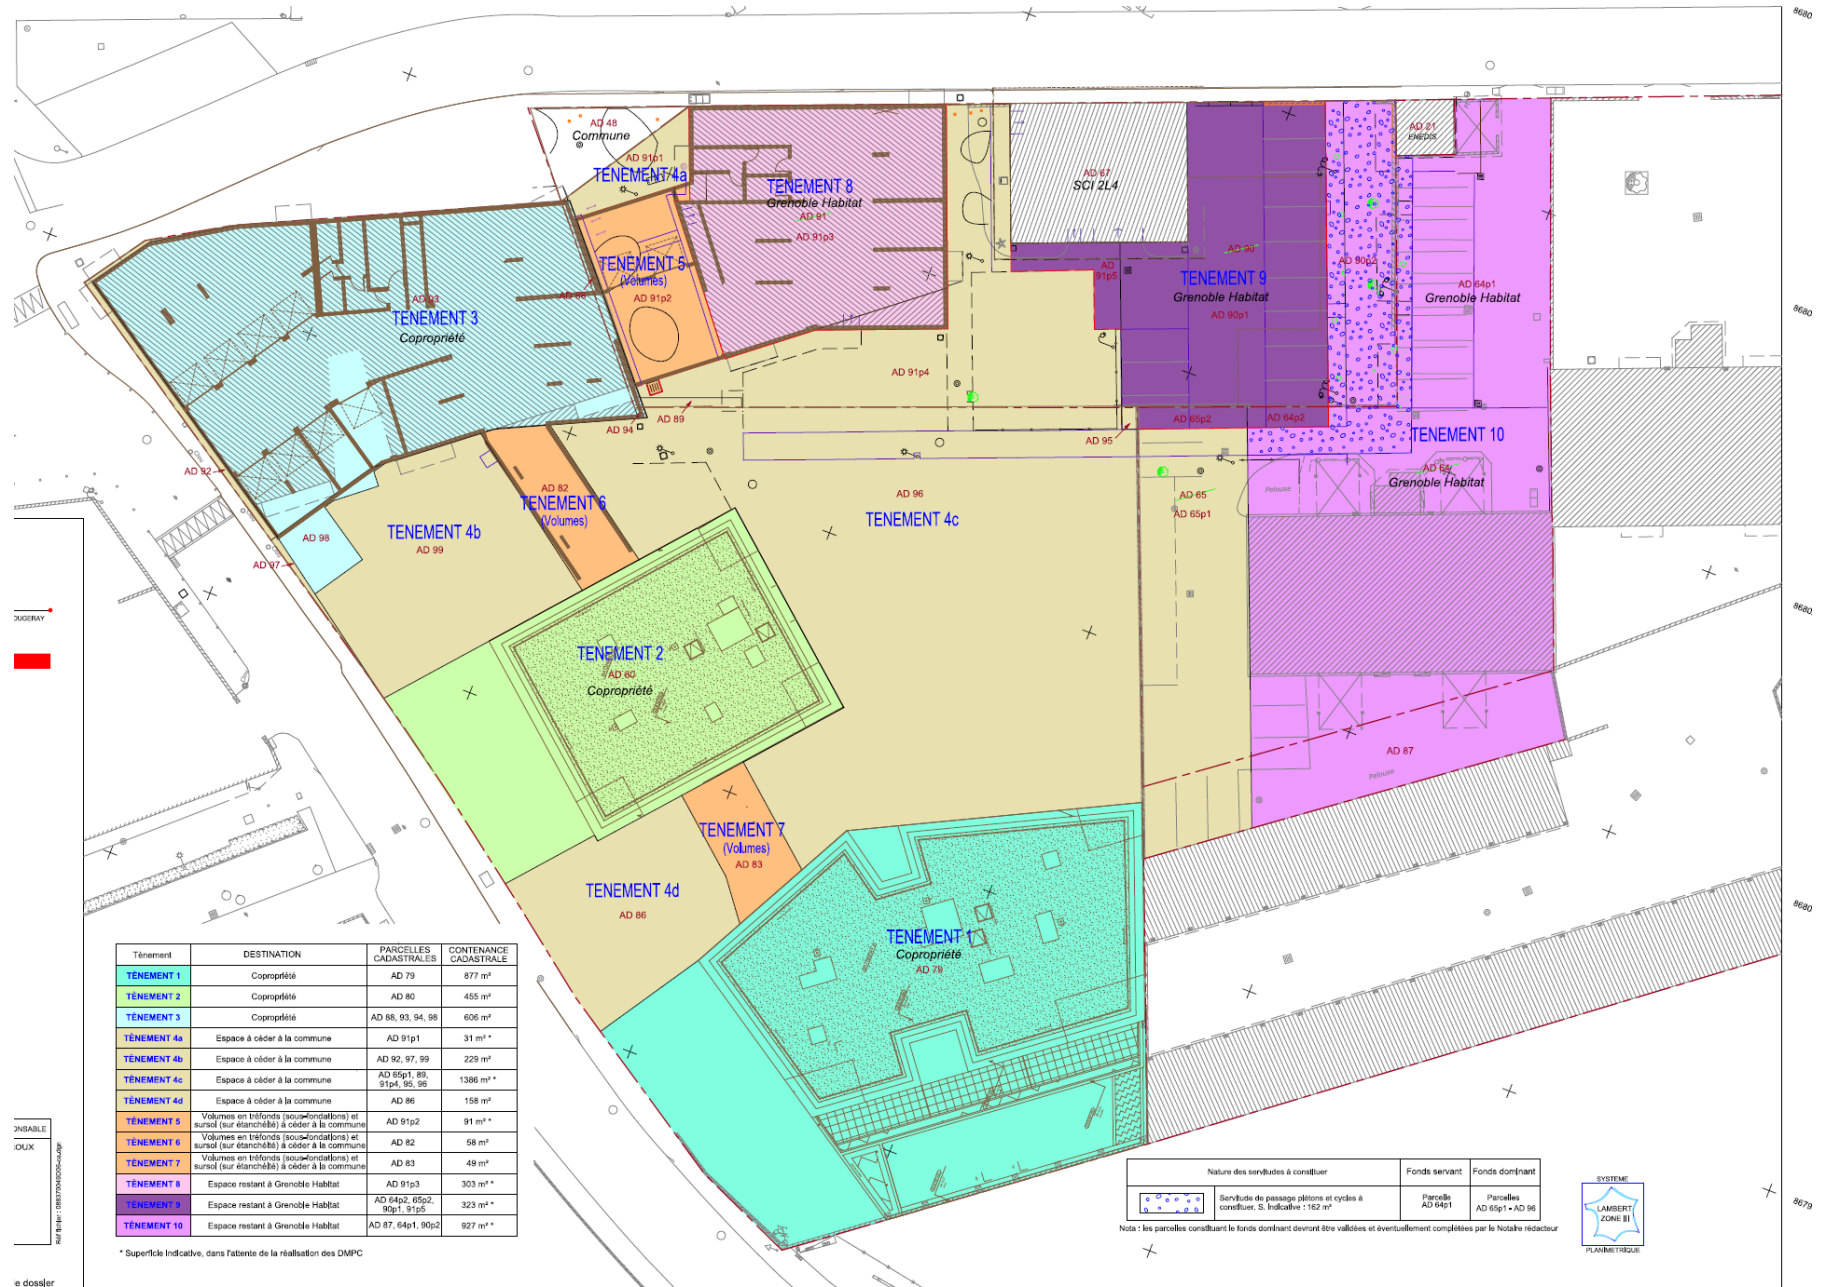 8680
AD 48
Commune
AD 91p1
TENEMENT 4a
TENEMENT 8
Grenoble Habitat
AD 91
AD 91p3
AD 67
SCI 2L4
AD 21
ENEDIS
TENEMENT 5
(Volumes)
AD 91p2
AD 88
AD 93
TENEMENT 3
Copropriété
AD 91p5
AD 90
TENEMENT 9
Grenoble Habitat
AD 90p1
AD 90p2
AD 64p1
Grenoble Habitat
8680
AD 91p4
AD 89
AD 94
AD 95
AD 65p2
AD 64p2
TENEMENT 10
AD 92
AD 64
Grenoble Habitat
Pelouse
AD 82
TENEMENT 6
(Volumes)
AD 96
TENEMENT 4c
AD 65
AD 65p1
TENEMENT 4b
AD 99
AD 98
AD 97
8680
OUGERAY
TENEMENT 2
AD 80
Copropriété
AD 87
Pelouse
TENEMENT 7
(Volumes)
AD 83
TENEMENT 4d
AD 86
8680
TENEMENT 1
Copropriété
AD 79
Tènement DESTINATION PARCELLES CADASTRALES CONTENANCE CADASTRALE
TÈNEMENT 1 Copropriété AD 79 877 m²
TÈNEMENT 2 Copropriété AD 80 455 m²
TÈNEMENT 3 Copropriété AD 88, 93, 94, 98 606 m²
TÈNEMENT 4a Espace à céder à la commune AD 91p1 31 m² *
TÈNEMENT 4b Espace à céder à la commune AD 92, 97, 99 229 m²
TÈNEMENT 4c Espace à céder à la commune AD 65p1, 89, 91p4, 95, 96 1386 m² *
TÈNEMENT 4d Espace à céder à la commune AD 86 158 m²
TÈNEMENT 5 Volumes en tréfonds (sous-fondations) et sursol (sur étanchéité) à céder à la commune AD 91p2 91 m² *
TÈNEMENT 6 Volumes en tréfonds (sous-fondations) et sursol (sur étanchéité) à céder à la commune AD 82 58 m²
TÈNEMENT 7 Volumes en tréfonds (sous-fondations) et sursol (sur étanchéité) à céder à la commune AD 83 49 m²
TÈNEMENT 8 Espace restant à Grenoble Habitat AD 91p3 303 m² *
TÈNEMENT 9 Espace restant à Grenoble Habitat AD 64p2, 65p2, 90p1, 91p5 323 m² *
TÈNEMENT 10 Espace restant à Grenoble Habitat AD 87, 64p1, 90p2 927 m² *
* Superficie indicative, dans l'attente de la réalisation des DMPC
ONSABLE
OUX
e dossier
Nature des servitudes à constituer Fonds servant Fonds dominant
Servitude de passage piétons et cycles à constituer. S. Indicative : 162 m² Parcelle AD 64p1 Parcelles AD 65p1 - AD 96
Nota : les parcelles constituant le fonds dominant devront être validées et éventuellement complétées par le Notaire rédacteur
SYSTEME
LAMBERT
ZONE III
PLANIMETRIQUE
8679